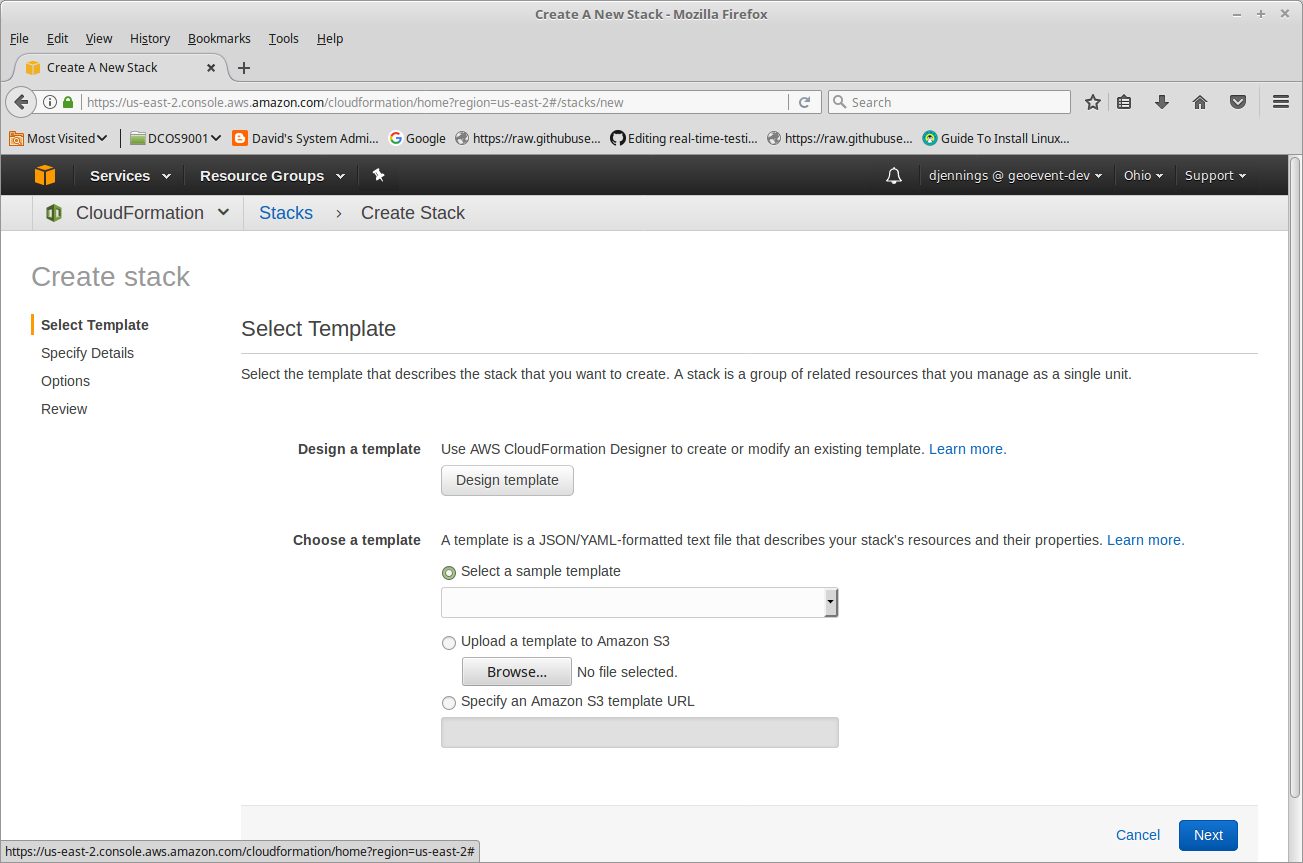 Create A New Stack - Mozilla Firefox
File Edit View History Bookmarks Tools Help
Create A New Stack
https://us-east-2.console.aws.amazon.com/cloudformation/home?region=us-east-2#/stacks/new
Search
Most Visited DCOS9001 David's System Admi... Google https://raw.githubuse... Editing real-time-testi... https://raw.githubuse... Guide To Install Linux...
Services Resource Groups djennings @ geoevent-dev Ohio Support
CloudFormation Stacks › Create Stack
Create stack
Select Template
Specify Details
Options
Review
Select Template
Select the template that describes the stack that you want to create. A stack is a group of related resources that you manage as a single unit.
Design a template Use AWS CloudFormation Designer to create or modify an existing template. Learn more.
Design template
Choose a template A template is a JSON/YAML-formatted text file that describes your stack's resources and their properties. Learn more.
Select a sample template
Upload a template to Amazon S3
Browse... No file selected.
Specify an Amazon S3 template URL
Cancel Next
https://us-east-2.console.aws.amazon.com/cloudformation/home?region=us-east-2#